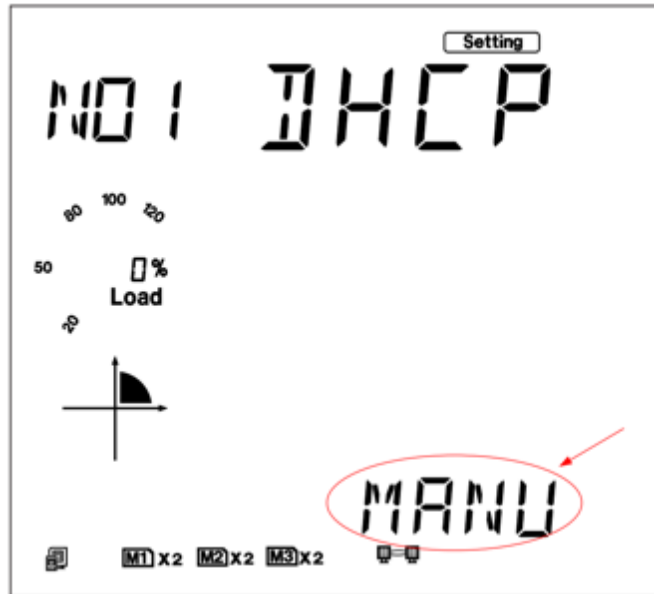 Setting
N01 DHCP
100
80 120
50 0%
Load
20
MANU
M1 X2 M2 X2 M3 X2